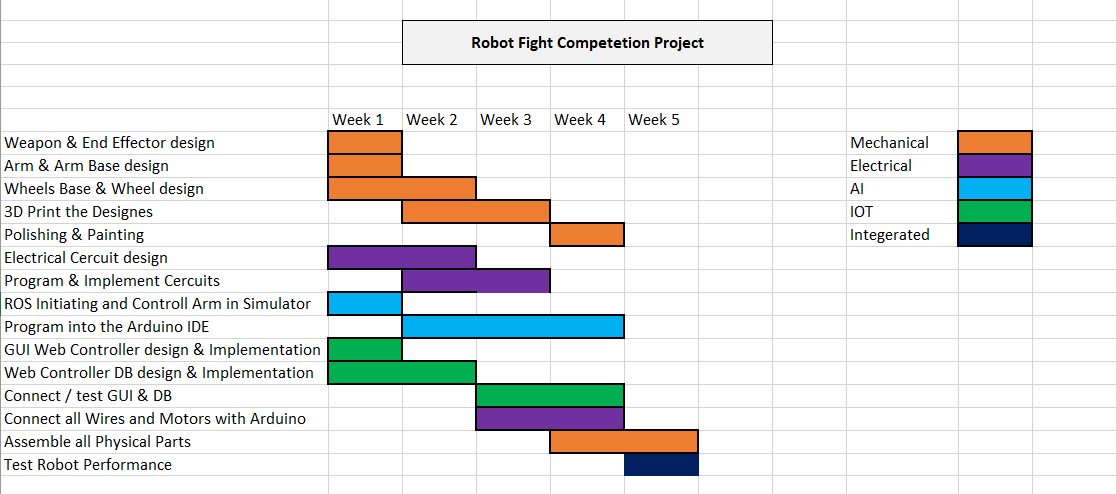 Robot Fight Competetion Project
Week 1 Week 2 Week 3 Week 4 Week 5
Weapon & End Effector design Mechanical
Arm & Arm Base design Electrical
Wheels Base & Wheel design AI
3D Print the Designes IOT
Polishing & Painting Integerated
Electrical Cercuit design
Program & Implement Cercuits
ROS Initiating and Controll Arm in Simulator
Program into the Arduino IDE
GUI Web Controller design & Implementation
Web Controller DB design & Implementation
Connect / test GUI & DB
Connect all Wires and Motors with Arduino
Assemble all Physical Parts
Test Robot Performance